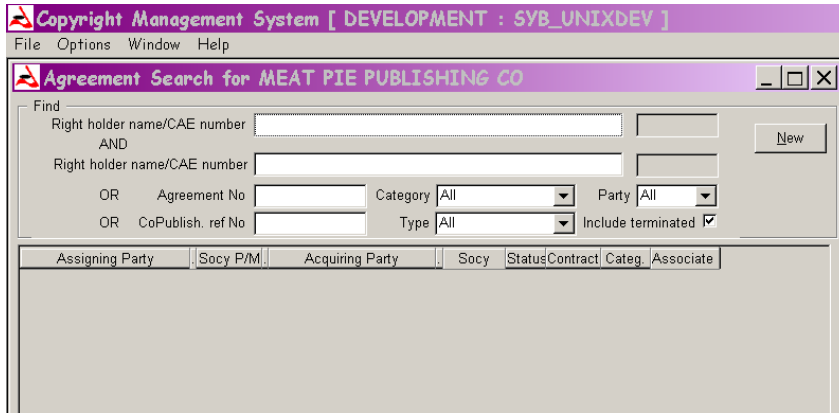 Copyright Management System [ DEVELOPMENT : SYB_UNIXDEV ]
File Options Window Help
Agreement Search for MEAT PIE PUBLISHING CO
Find
Right holder name/CAE number
AND
New
Right holder name/CAE number
OR Agreement No Category All Party All
OR CoPublish. ref No Type All Include terminated
Assigning Party . Socy P/M . Acquiring Party . Socy Status Contract Categ. Associate